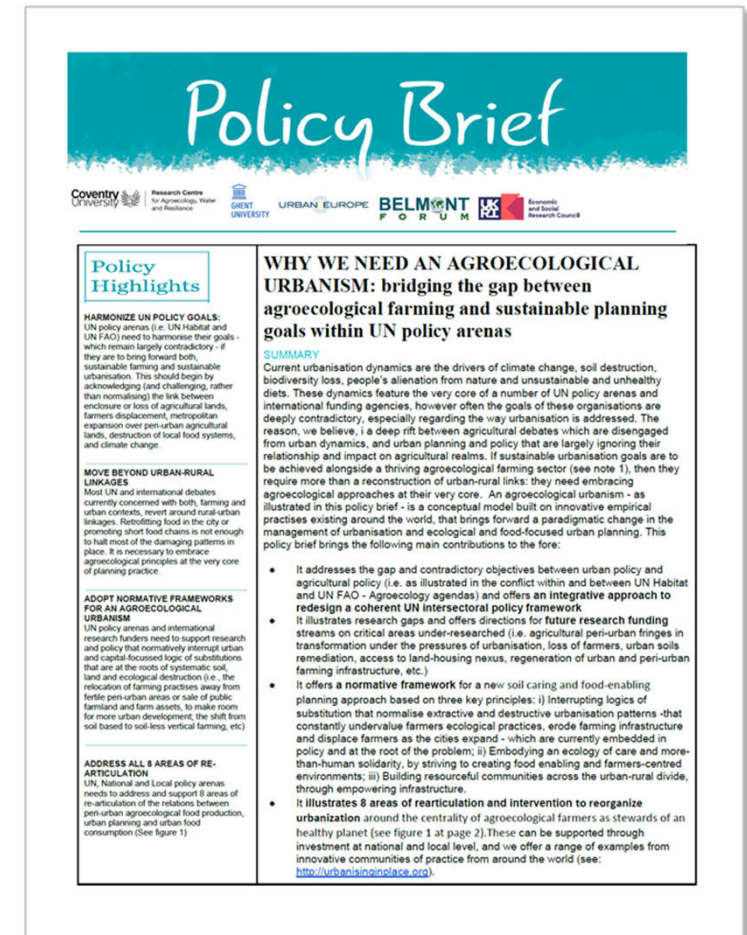 Policy Brief
Coventry
University
Research Centre
for Agroecology, Water
and Resilience
GHENT
UNIVERSITY
URBAN EUROPE
BELMONT
FORUM
UKRI
Economic
and Social
Research Council
Policy
Highlights
HARMONIZE UN POLICY GOALS:
UN policy arenas (i.e. UN Habitat and
UN FAO) need to harmonise their goals -
which remain largely contradictory - if
they are to bring forward both,
sustainable farming and sustainable
urbanisation. This should begin by
acknowledging (and challenging, rather
than normalising) the link between
enclosure or loss of agricultural lands,
farmers displacement, metropolitan
expansion over peri-urban agricultural
lands, destruction of local food systems,
and climate change.
MOVE BEYOND URBAN-RURAL
LINKAGES
Most UN and international debates
currently concerned with both, farming and
urban contexts, revert around rural-urban
linkages. Retrofitting food in the city or
promoting short food chains is not enough
to halt most of the damaging patterns in
place. It is necessary to embrace
agroecological principles at the very core
of planning practice.
ADOPT NORMATIVE FRAMEWORKS
FOR AN AGROECOLOGICAL
URBANISM
UN policy arenas and international
research funders need to support research
and policy that normatively interrupt urban
and capital-focussed logic of substitutions
that are at the roots of systematic soil,
land and ecological destruction (i.e., the
relocation of farming practises away from
fertile peri-urban areas or sale of public
farmland and farm assets, to make room
for more urban development; the shift from
soil based to soil-less vertical farming, etc)
ADDRESS ALL 8 AREAS OF RE-
ARTICULATION
UN, National and Local policy arenas
needs to address and support 8 areas of
re-articulation of the relations between
peri-urban agroecological food production,
urban planning and urban food
consumption (See figure 1)
WHY WE NEED AN AGROECOLOGICAL
URBANISM: bridging the gap between
agroecological farming and sustainable planning
goals within UN policy arenas
SUMMARY
Current urbanisation dynamics are the drivers of climate change, soil destruction,
biodiversity loss, people's alienation from nature and unsustainable and unhealthy
diets. These dynamics feature the very core of a number of UN policy arenas and
international funding agencies, however often the goals of these organisations are
deeply contradictory, especially regarding the way urbanisation is addressed. The
reason, we believe, i a deep rift between agricultural debates which are disengaged
from urban dynamics, and urban planning and policy that are largely ignoring their
relationship and impact on agricultural realms. If sustainable urbanisation goals are to
be achieved alongside a thriving agroecological farming sector (see note 1), then they
require more than a reconstruction of urban-rural links: they need embracing
agroecological approaches at their very core. An agroecological urbanism - as
illustrated in this policy brief - is a conceptual model built on innovative empirical
practises existing around the world, that brings forward a paradigmatic change in the
management of urbanisation and ecological and food-focused urban planning. This
policy brief brings the following main contributions to the fore:
● It addresses the gap and contradictory objectives between urban policy and
agricultural policy (i.e. as illustrated in the conflict within and between UN Habitat
and UN FAO - Agroecology agendas) and offers an integrative approach to
redesign a coherent UN intersectoral policy framework
● It illustrates research gaps and offers directions for future research funding
streams on critical areas under-researched (i.e. agricultural peri-urban fringes in
transformation under the pressures of urbanisation, loss of farmers, urban soils
remediation, access to land-housing nexus, regeneration of urban and peri-urban
farming infrastructure, etc.)
● It offers a normative framework for a new soil caring and food-enabling
planning approach based on three key principles: i) Interrupting logics of
substitution that normalise extractive and destructive urbanisation patterns -that
constantly undervalue farmers ecological practices, erode farming infrastructure
and displace farmers as the cities expand - which are currently embedded in
policy and at the root of the problem; ii) Embodying an ecology of care and more-
than-human solidarity, by striving to creating food enabling and farmers-centred
environments; iii) Building resourceful communities across the urban-rural divide,
through empowering infrastructure.
● It illustrates 8 areas of rearticulation and intervention to reorganize
urbanization around the centrality of agroecological farmers as stewards of an
healthy planet (see figure 1 at page 2).These can be supported through
investment at national and local level, and we offer a range of examples from
innovative communities of practice from around the world (see:
http://urbanisinginplace.org).